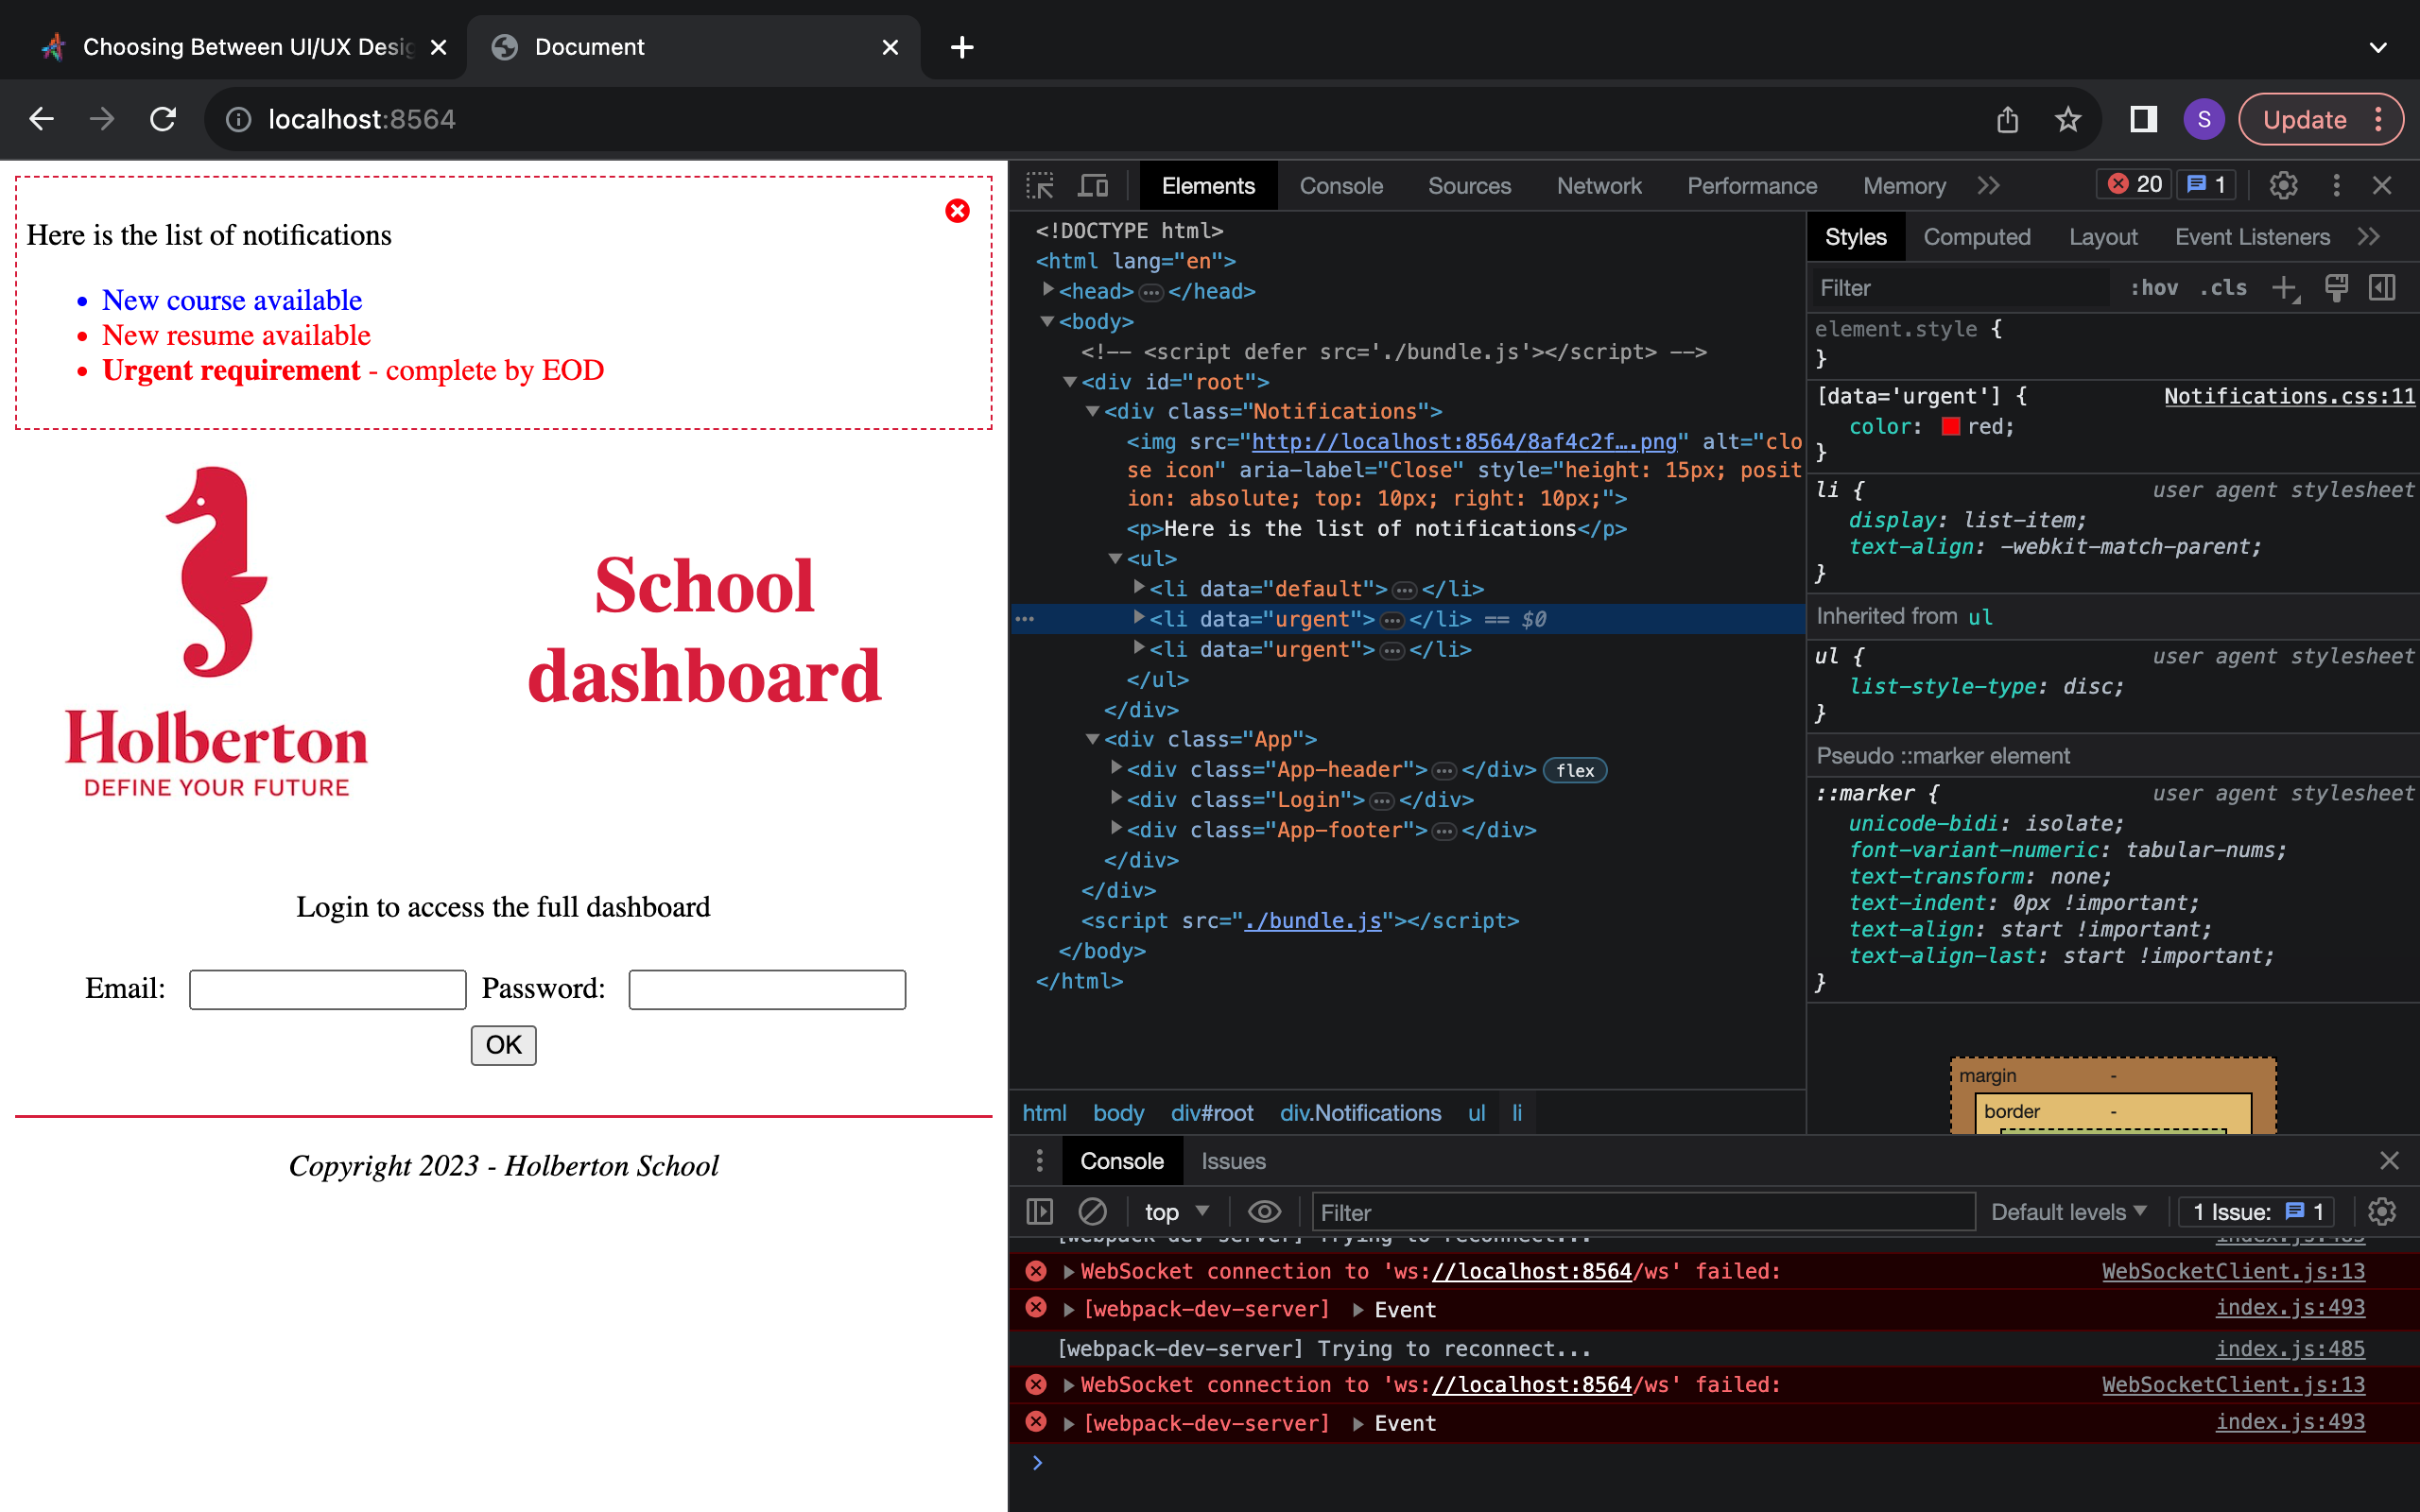 Choosing Between UI/UX Desig
Document
localhost:8564
S
Update
Here is the list of notifications
New course available
New resume available
Urgent requirement - complete by EOD
Holberton
DEFINE YOUR FUTURE
School
dashboard
Login to access the full dashboard
Email:
Password:
OK
Copyright 2023 - Holberton School
Elements Console Sources Network Performance Memory
20
1
<!DOCTYPE html>
<html lang="en">
<head>…</head>
<body>
<!-- <script defer src='./bundle.js'></script> -->
<div id="root">
<div class="Notifications">
<img src="http://localhost:8564/8af4c2f….png" alt="clo
se icon" aria-label="Close" style="height: 15px; posit
ion: absolute; top: 10px; right: 10px;">
<p>Here is the list of notifications</p>
<ul>
<li data="default">…</li>
<li data="urgent">…</li> == $0
<li data="urgent">…</li>
</ul>
</div>
<div class="App">
<div class="App-header">…</div> flex
<div class="Login">…</div>
<div class="App-footer">…</div>
</div>
</div>
<script src="./bundle.js"></script>
</body>
</html>
html body div#root div.Notifications ul li
Styles Computed Layout Event Listeners
Filter
:hov .cls
element.style {
}
[data='urgent'] { Notifications.css:11
color: red;
}
li { user agent stylesheet
display: list-item;
text-align: -webkit-match-parent;
}
Inherited from ul
ul { user agent stylesheet
list-style-type: disc;
}
Pseudo ::marker element
::marker { user agent stylesheet
unicode-bidi: isolate;
font-variant-numeric: tabular-nums;
text-transform: none;
text-indent: 0px !important;
text-align: start !important;
text-align-last: start !important;
}
margin -
border -
Console Issues
top
Filter
Default levels
1 Issue: 1
[webpack-dev-server] Trying to reconnect... index.js:485
WebSocket connection to 'ws://localhost:8564/ws' failed: WebSocketClient.js:13
[webpack-dev-server] Event index.js:493
[webpack-dev-server] Trying to reconnect... index.js:485
WebSocket connection to 'ws://localhost:8564/ws' failed: WebSocketClient.js:13
[webpack-dev-server] Event index.js:493